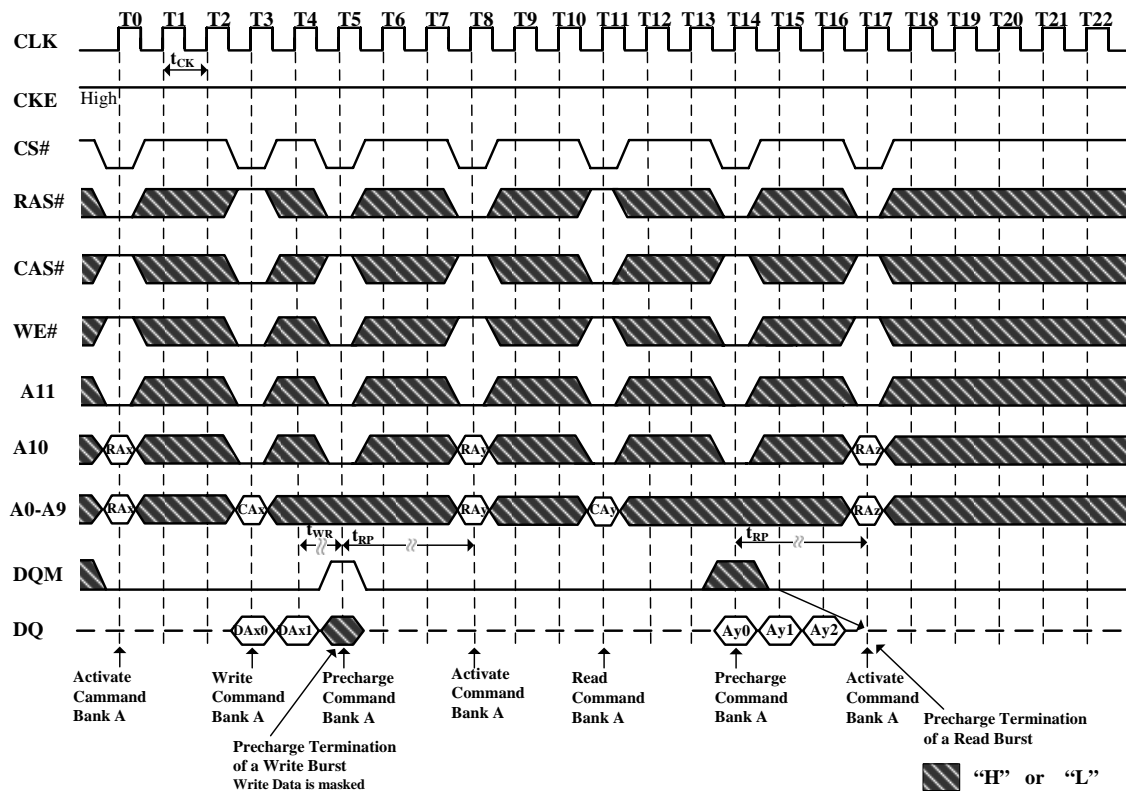 T0 T1 T2 T3 T4 T5 T6 T7 T8 T9 T10 T11 T12 T13 T14 T15 T16 T17 T18 T19 T20 T21 T22
CLK
tCK
CKE High
CS#
RAS#
CAS#
WE#
A11
A10 RAx RAy RAz
A0-A9 RAx CAx RAy CAy RAz
tWR tRP tRP
DQM
DQ DAx0 DAx1 Ay0 Ay1 Ay2
Activate
Cammand
Bank A
Write
Command
Bank A
Precharge
Command
Bank A
Activate
Command
Bank A
Read
Command
Bank A
Precharge
Command
Bank A
Activate
Command
Bank A
Precharge Termination
of a Write Burst
Write Data is masked
Precharge Termination
of a Read Burst
“H” or “L”